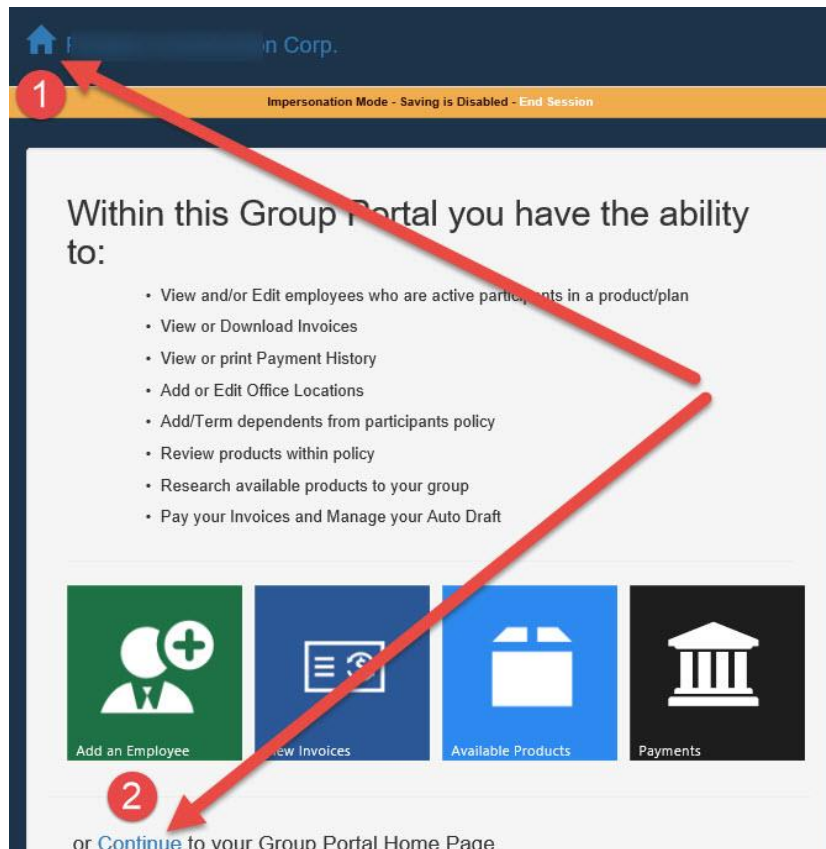 n Corp.
1
Impersonation Mode - Saving is Disabled - End Session
Within this Group Portal you have the ability
to:
• View and/or Edit employees who are active participants in a product/plan
• View or Download Invoices
• View or print Payment History
• Add or Edit Office Locations
• Add/Term dependents from participants policy
• Review products within policy
• Research available products to your group
• Pay your Invoices and Manage your Auto Draft
Add an Employee
View Invoices
Available Products
Payments
2
or Continue to your Group Portal Home Page